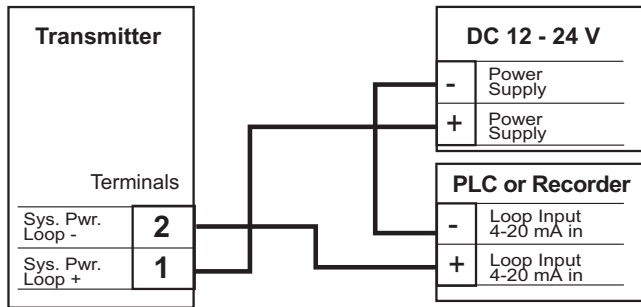 Transmitter
Terminals
Sys. Pwr.
Loop -
2
Sys. Pwr.
Loop +
1
DC 12 - 24 V
-
Power
Supply
+
Power
Supply
PLC or Recorder
-
Loop Input
4-20 mA in
+
Loop Input
4-20 mA in